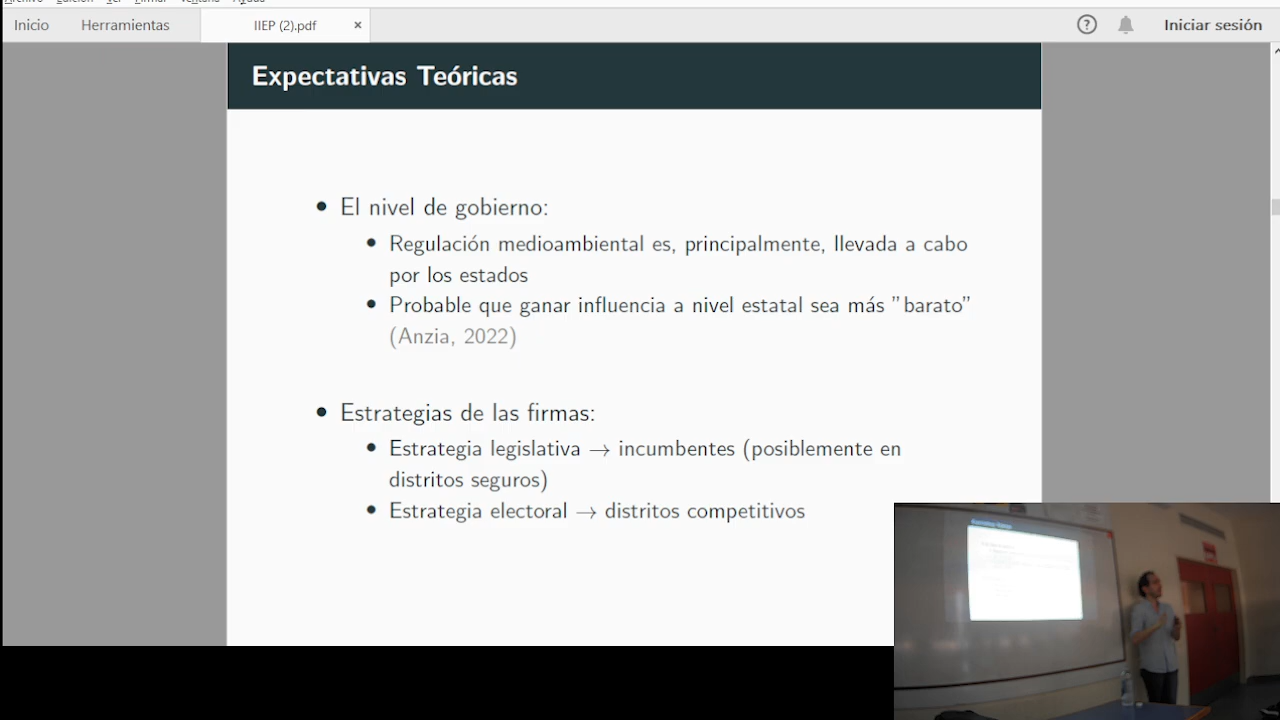 Inicio Herramientas IIEP (2).pdf × ? Iniciar sesión
Expectativas Teóricas
• El nivel de gobierno:
• Regulación medioambiental es, principalmente, llevada a cabo
por los estados
• Probable que ganar influencia a nivel estatal sea más ”barato”
(Anzia, 2022)
• Estrategias de las firmas:
• Estrategia legislativa → incumbentes (posiblemente en
distritos seguros)
• Estrategia electoral → distritos competitivos